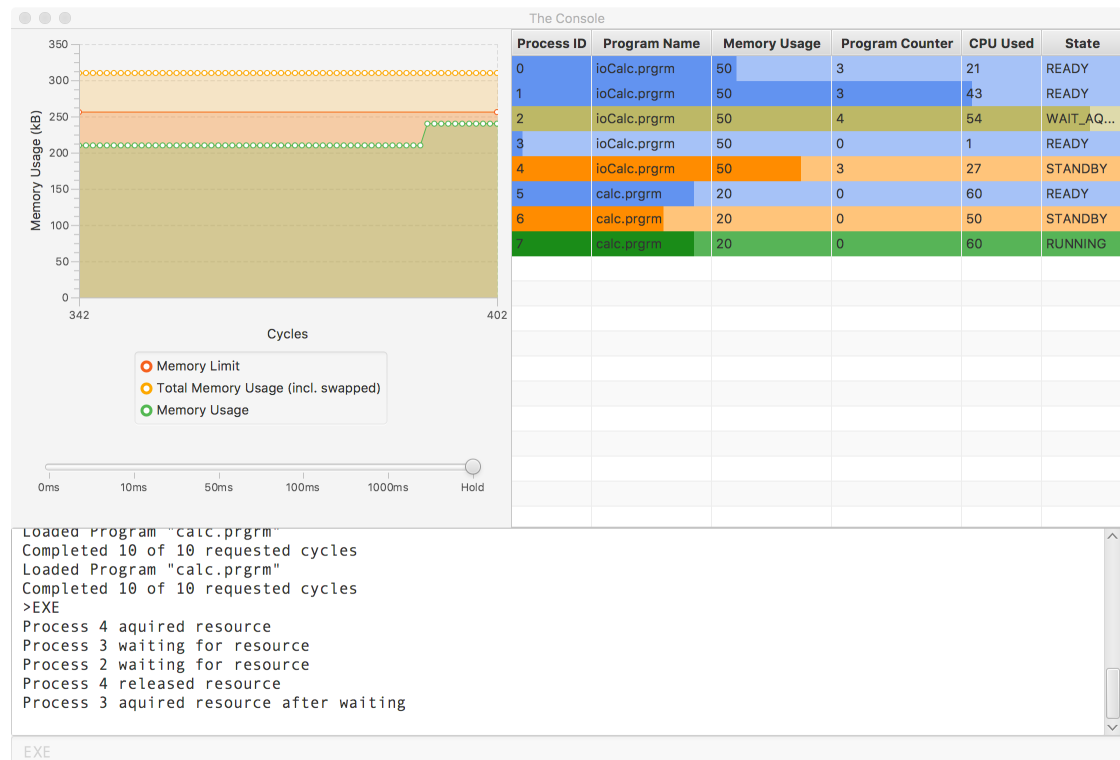 The Console
350
300
250
200
150
100
50
0
Memory Usage (kB)
342
402
Cycles
Memory Limit
Total Memory Usage (incl. swapped)
Memory Usage
0ms 10ms 50ms 100ms 1000ms Hold
Process ID Program Name Memory Usage Program Counter CPU Used State
0 ioCalc.prgrm 50 3 21 READY
1 ioCalc.prgrm 50 3 43 READY
2 ioCalc.prgrm 50 4 54 WAIT_AQ...
3 ioCalc.prgrm 50 0 1 READY
4 ioCalc.prgrm 50 3 27 STANDBY
5 calc.prgrm 20 0 60 READY
6 calc.prgrm 20 0 50 STANDBY
7 calc.prgrm 20 0 60 RUNNING
Loaded Program "calc.prgrm"
Completed 10 of 10 requested cycles
Loaded Program "calc.prgrm"
Completed 10 of 10 requested cycles
>EXE
Process 4 aquired resource
Process 3 waiting for resource
Process 2 waiting for resource
Process 4 released resource
Process 3 aquired resource after waiting
EXE